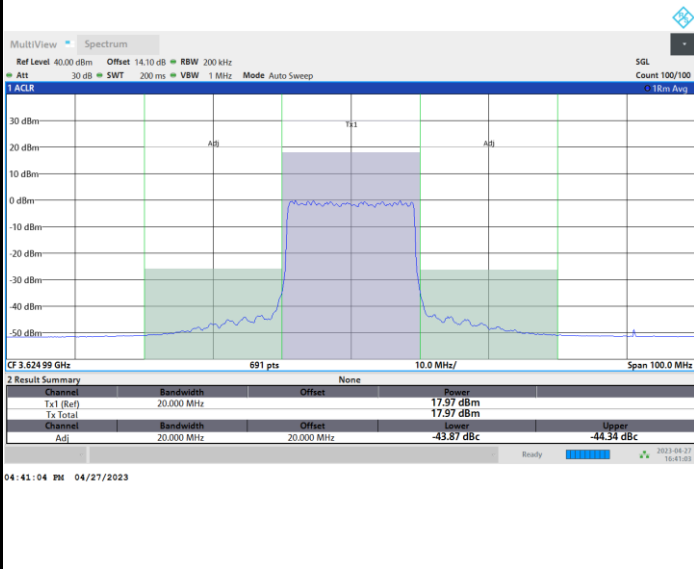 MultiView Spectrum
Ref Level 40.00 dBm Offset 14.10 dB RBW 200 kHz SGL
Att 30 dB SWT 200 ms VBW 1 MHz Mode Auto Sweep Count 100/100
1 ACLR 1Rm Avg
30 dBm
Tx1
20 dBm
Adj Adj
10 dBm
0 dBm
-10 dBm
-20 dBm
-30 dBm
-40 dBm
-50 dBm
CF 3.624 99 GHz 691 pts 10.0 MHz/ Span 100.0 MHz
2 Result Summary None
Channel Bandwidth Offset Power
Tx1 (Ref) 20.000 MHz 17.97 dBm
Tx Total 17.97 dBm
Channel Bandwidth Offset Lower Upper
Adj 20.000 MHz 20.000 MHz -43.87 dBc -44.34 dBc
Ready 2023-04-27
16:41:03
04:41:04 PM 04/27/2023